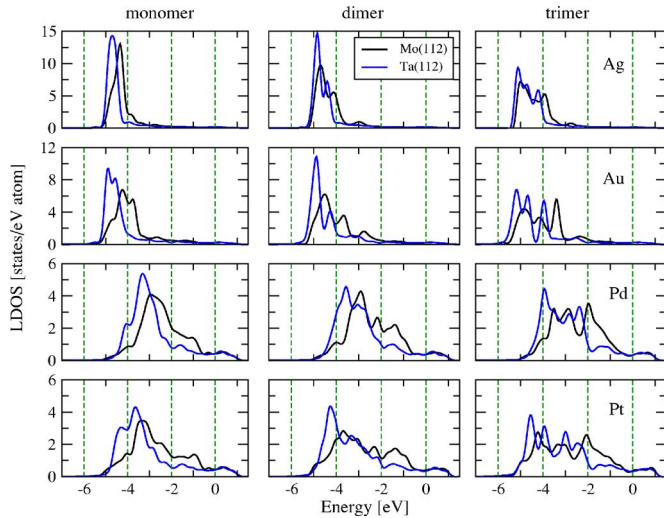 monomer dimer trimer
15
10
5
0
Mo(112)
Ta(112)
Ag
12
8
4
0
Au
6
4
2
0
Pd
6
4
2
0
Pt
-6 -4 -2 0 -6 -4 -2 0 -6 -4 -2 0
LDOS [states/eV atom]
Energy [eV]